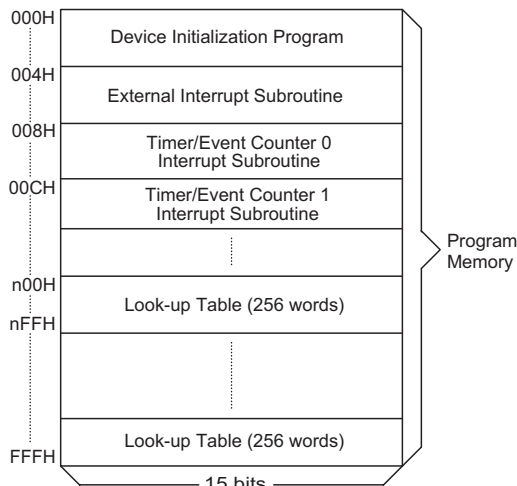 000H
Device Initialization Program
004H
External Interrupt Subroutine
008H
Timer/Event Counter 0
Interrupt Subroutine
00CH
Timer/Event Counter 1
Interrupt Subroutine
Program
Memory
n00H
Look-up Table (256 words)
nFFH
Look-up Table (256 words)
FFFH
15 bits